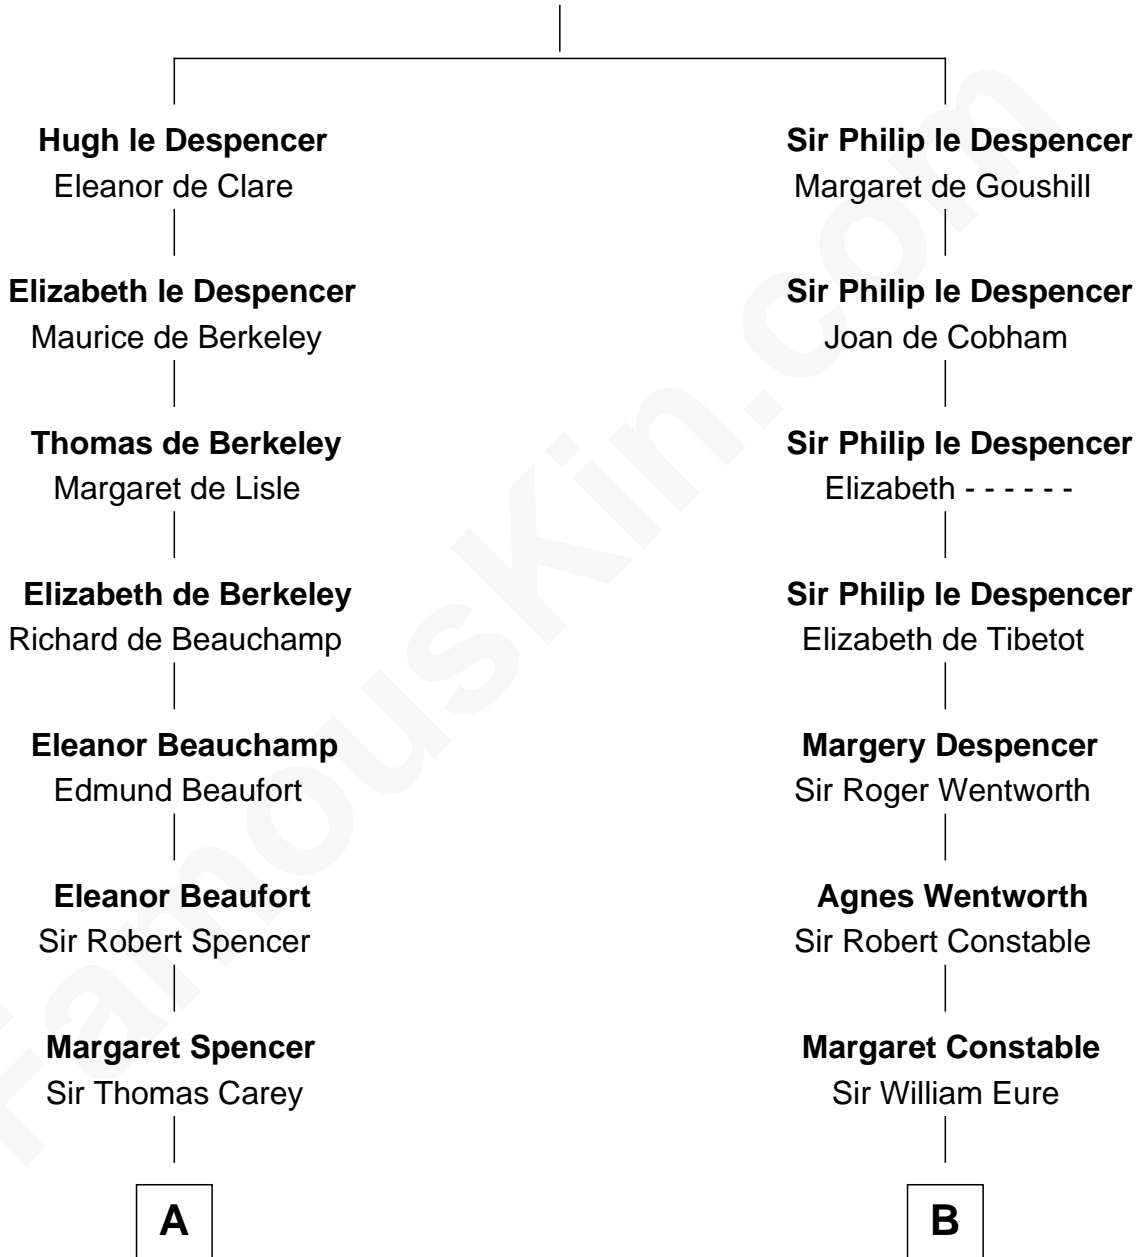 Hugh le Despencer
Eleanor de Clare
Elizabeth le Despencer
Maurice de Berkeley
Thomas de Berkeley
Margaret de Lisle
Elizabeth de Berkeley
Richard de Beauchamp
Eleanor Beauchamp
Edmund Beaufort
Eleanor Beaufort
Sir Robert Spencer
Margaret Spencer
Sir Thomas Carey
A
Sir Philip le Despencer
Margaret de Goushill
Sir Philip le Despencer
Joan de Cobham
Sir Philip le Despencer
Elizabeth - - - - - -
Sir Philip le Despencer
Elizabeth de Tibetot
Margery Despencer
Sir Roger Wentworth
Agnes Wentworth
Sir Robert Constable
Margaret Constable
Sir William Eure
B
FamousKin.com